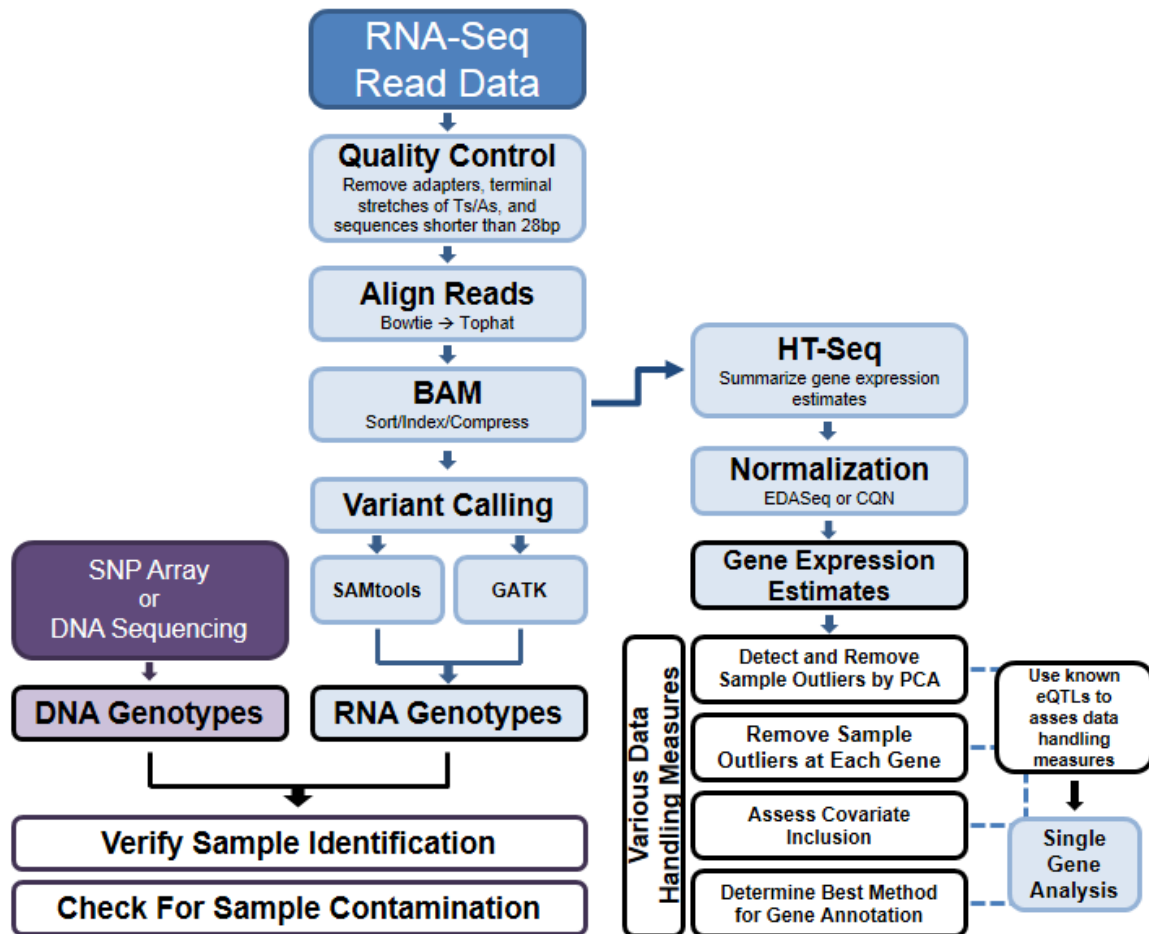 RNA-Seq
Read Data
Quality Control
Remove adapters, terminal
stretches of Ts/As, and
sequences shorter than 28bp
Align Reads
Bowtie → Tophat
BAM
Sort/Index/Compress
Variant Calling
SAMtools
GATK
SNP Array
or
DNA Sequencing
DNA Genotypes
RNA Genotypes
Verify Sample Identification
Check For Sample Contamination
HT-Seq
Summarize gene expression
estimates
Normalization
EDASeq or CQN
Gene Expression
Estimates
Various Data
Handling Measures
Detect and Remove
Sample Outliers by PCA
Remove Sample
Outliers at Each Gene
Assess Covariate
Inclusion
Determine Best Method
for Gene Annotation
Use known
eQTLs to
asses data
handling
measures
Single
Gene
Analysis